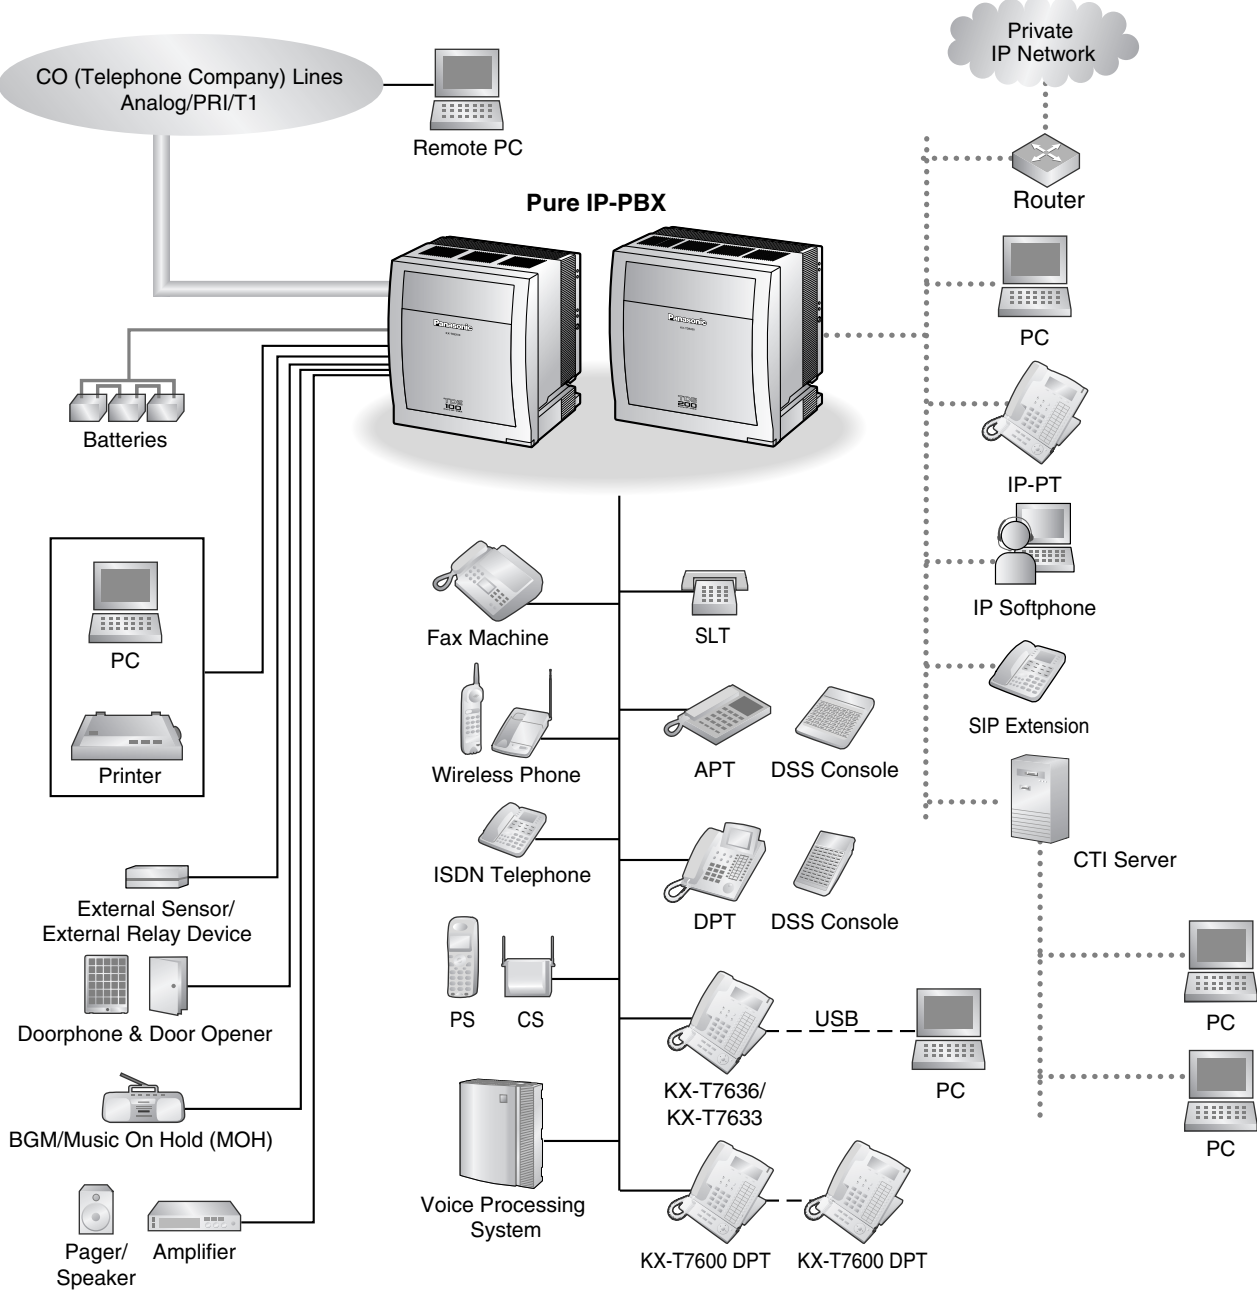 Private
IP Network
CO (Telephone Company) Lines
Analog/PRI/T1
Remote PC
Router
Pure IP-PBX
Panasonic
TDE
100
Panasonic
TDE
200
PC
Batteries
IP-PT
IP Softphone
Fax Machine
SLT
PC
SIP Extension
Printer
Wireless Phone
APT
DSS Console
CTI Server
ISDN Telephone
External Sensor/
External Relay Device
DPT
DSS Console
PS
CS
USB
PC
Doorphone & Door Opener
KX-T7636/
KX-T7633
PC
BGM/Music On Hold (MOH)
PC
Voice Processing
System
Pager/
Speaker
Amplifier
KX-T7600 DPT
KX-T7600 DPT